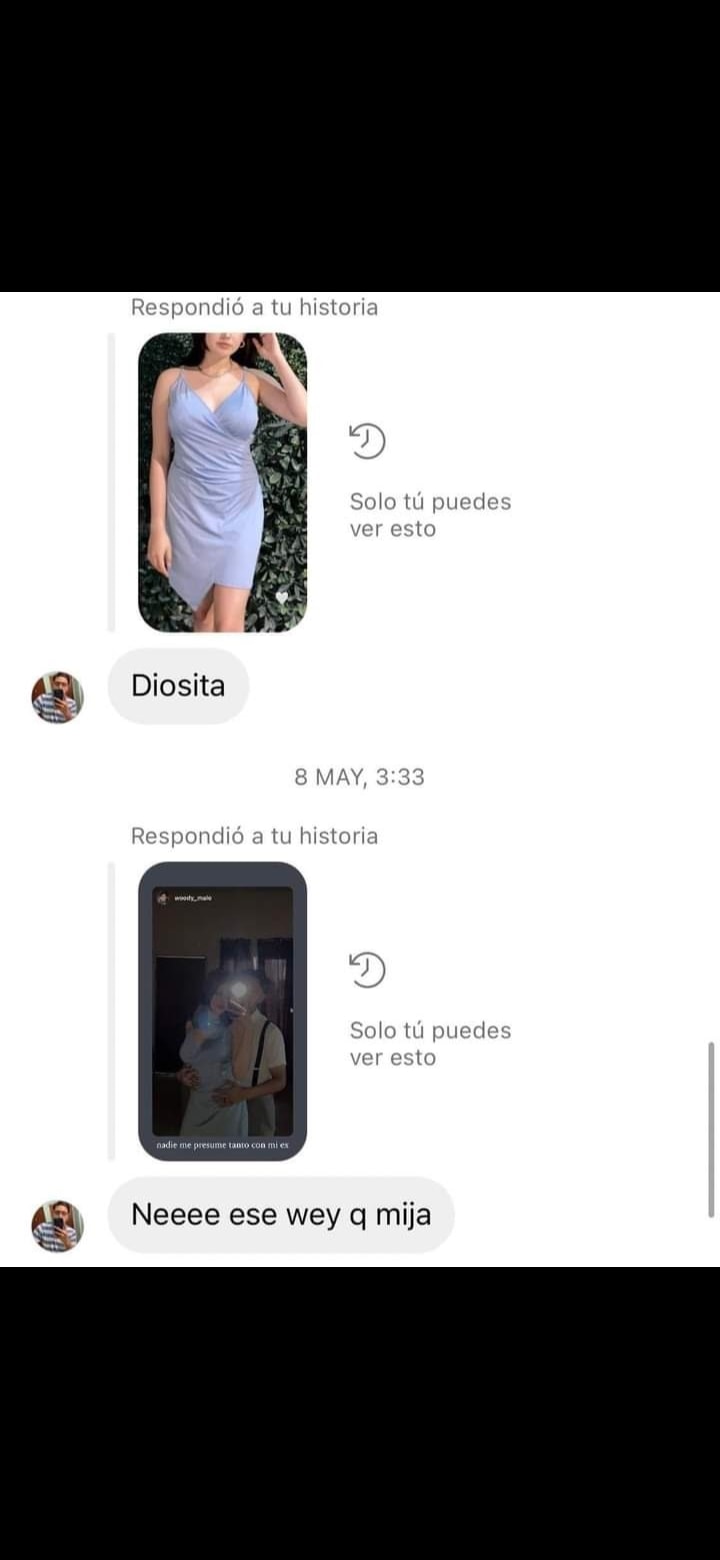 Respondió a tu historia
Solo tú puedes
ver esto
Diosita
8 MAY, 3:33
Respondió a tu historia
woody_male
Solo tú puedes
ver esto
nadie me presume tanto con mi ex
Neeee ese wey q mija